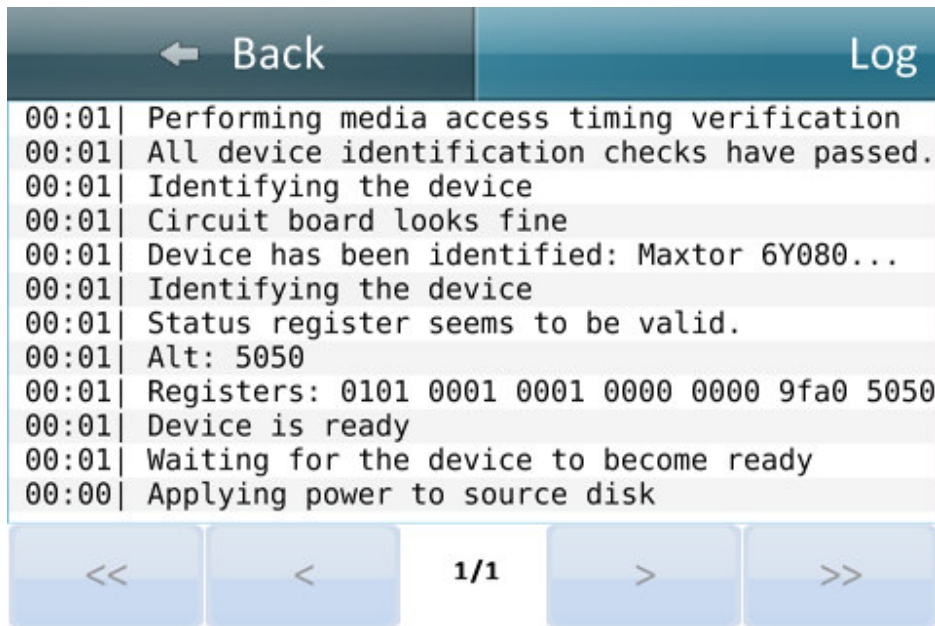 Back
Log
00:01| Performing media access timing verification
00:01| All device identification checks have passed.
00:01| Identifying the device
00:01| Circuit board looks fine
00:01| Device has been identified: Maxtor 6Y080...
00:01| Identifying the device
00:01| Status register seems to be valid.
00:01| Alt: 5050
00:01| Registers: 0101 0001 0001 0000 0000 9fa0 5050
00:01| Device is ready
00:01| Waiting for the device to become ready
00:00| Applying power to source disk
<< < 1/1 > >>